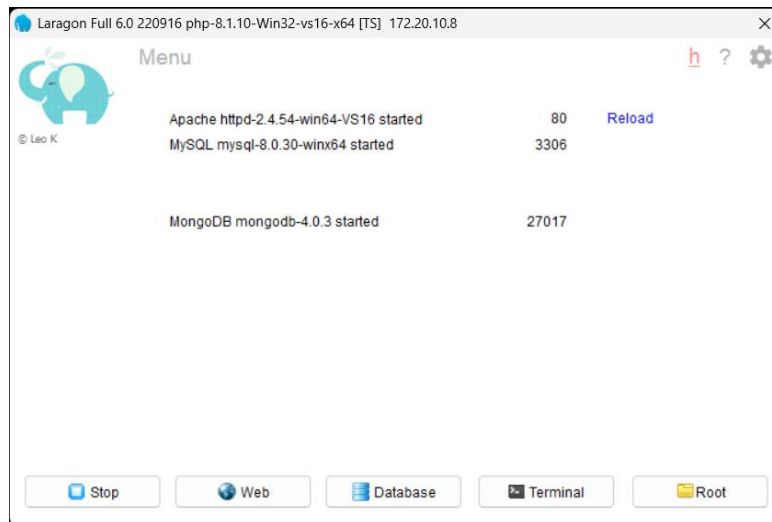 Laragon Full 6.0 220916 php-8.1.10-Win32-vs16-x64 [TS] 172.20.10.8
Menu
h ?
Apache httpd-2.4.54-win64-VS16 started 80 Reload
© Leo K
MySQL mysql-8.0.30-winx64 started 3306
MongoDB mongodb-4.0.3 started 27017
Stop Web Database Terminal Root